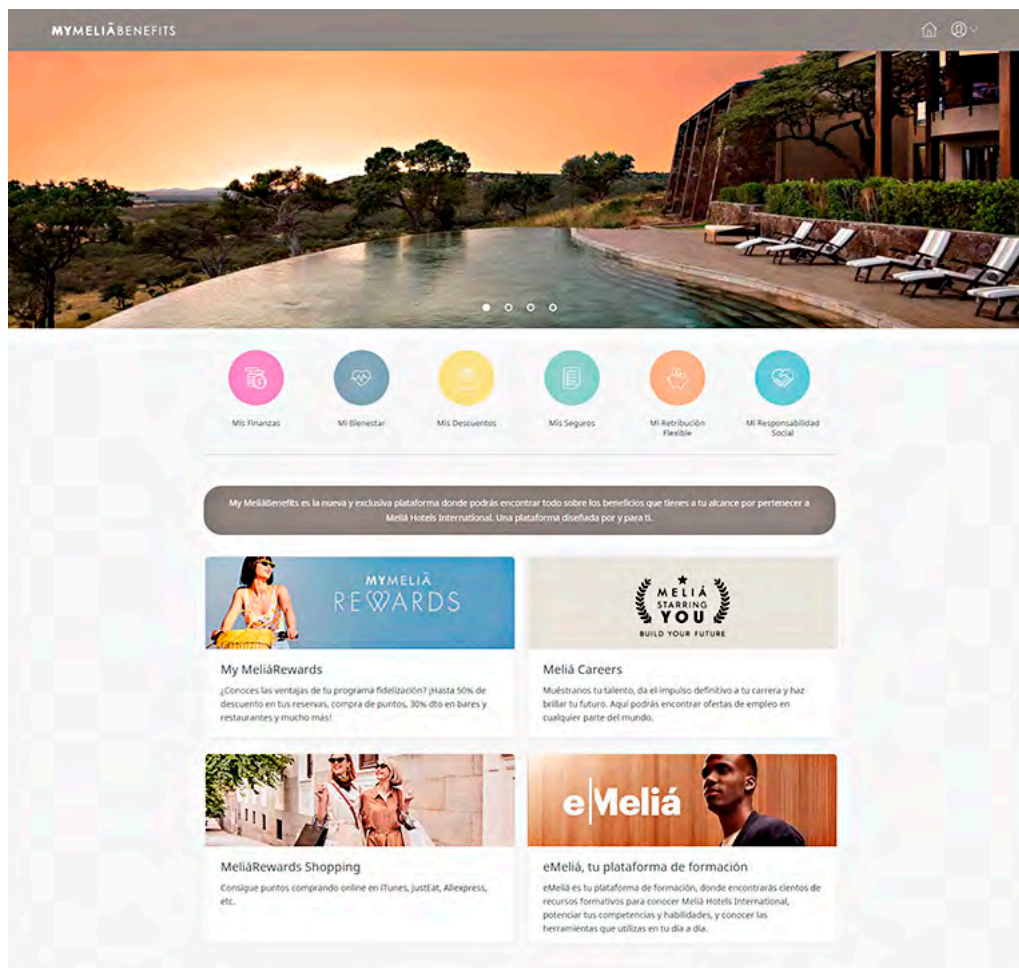 MYMELIÃBENEFITS
Mis Finanzas
Mi Bienestar
Mis Descuentos
Mis Seguros
Mi Retribución
Flexible
Mi Responsabilidad
Social
My MeliáBenefits es la nueva y exclusiva plataforma donde podrás encontrar todo sobre los beneficios que tienes a tu alcance por pertenecer a
Meliá Hotels International. Una plataforma diseñada por y para ti.
MYMELIÃ
REWARDS
MELIÁ
STARRING
YOU
BUILD YOUR FUTURE
My MeliáRewards
¿Conoces las ventajas de tu programa fidelización? ¡Hasta 50% de
descuento en tus reservas, compra de puntos, 30% dto en bares y
restaurantes y mucho más!
Meliá Careers
Muéstranos tu talento, da el impulso definitivo a tu carrera y haz
brillar tu futuro. Aquí podrás encontrar ofertas de empleo en
cualquier parte del mundo.
e|Meliá
MeliáRewards Shopping
Consigue puntos comprando online en iTunes, JustEat, Aliexpress,
etc.
eMeliá, tu plataforma de formación
eMeliá es tu plataforma de formación, donde encontrarás cientos de
recursos formativos para conocer Meliá Hotels International,
potenciar tus competencias y habilidades, y conocer las
herramientas que utilizas en tu día a día.